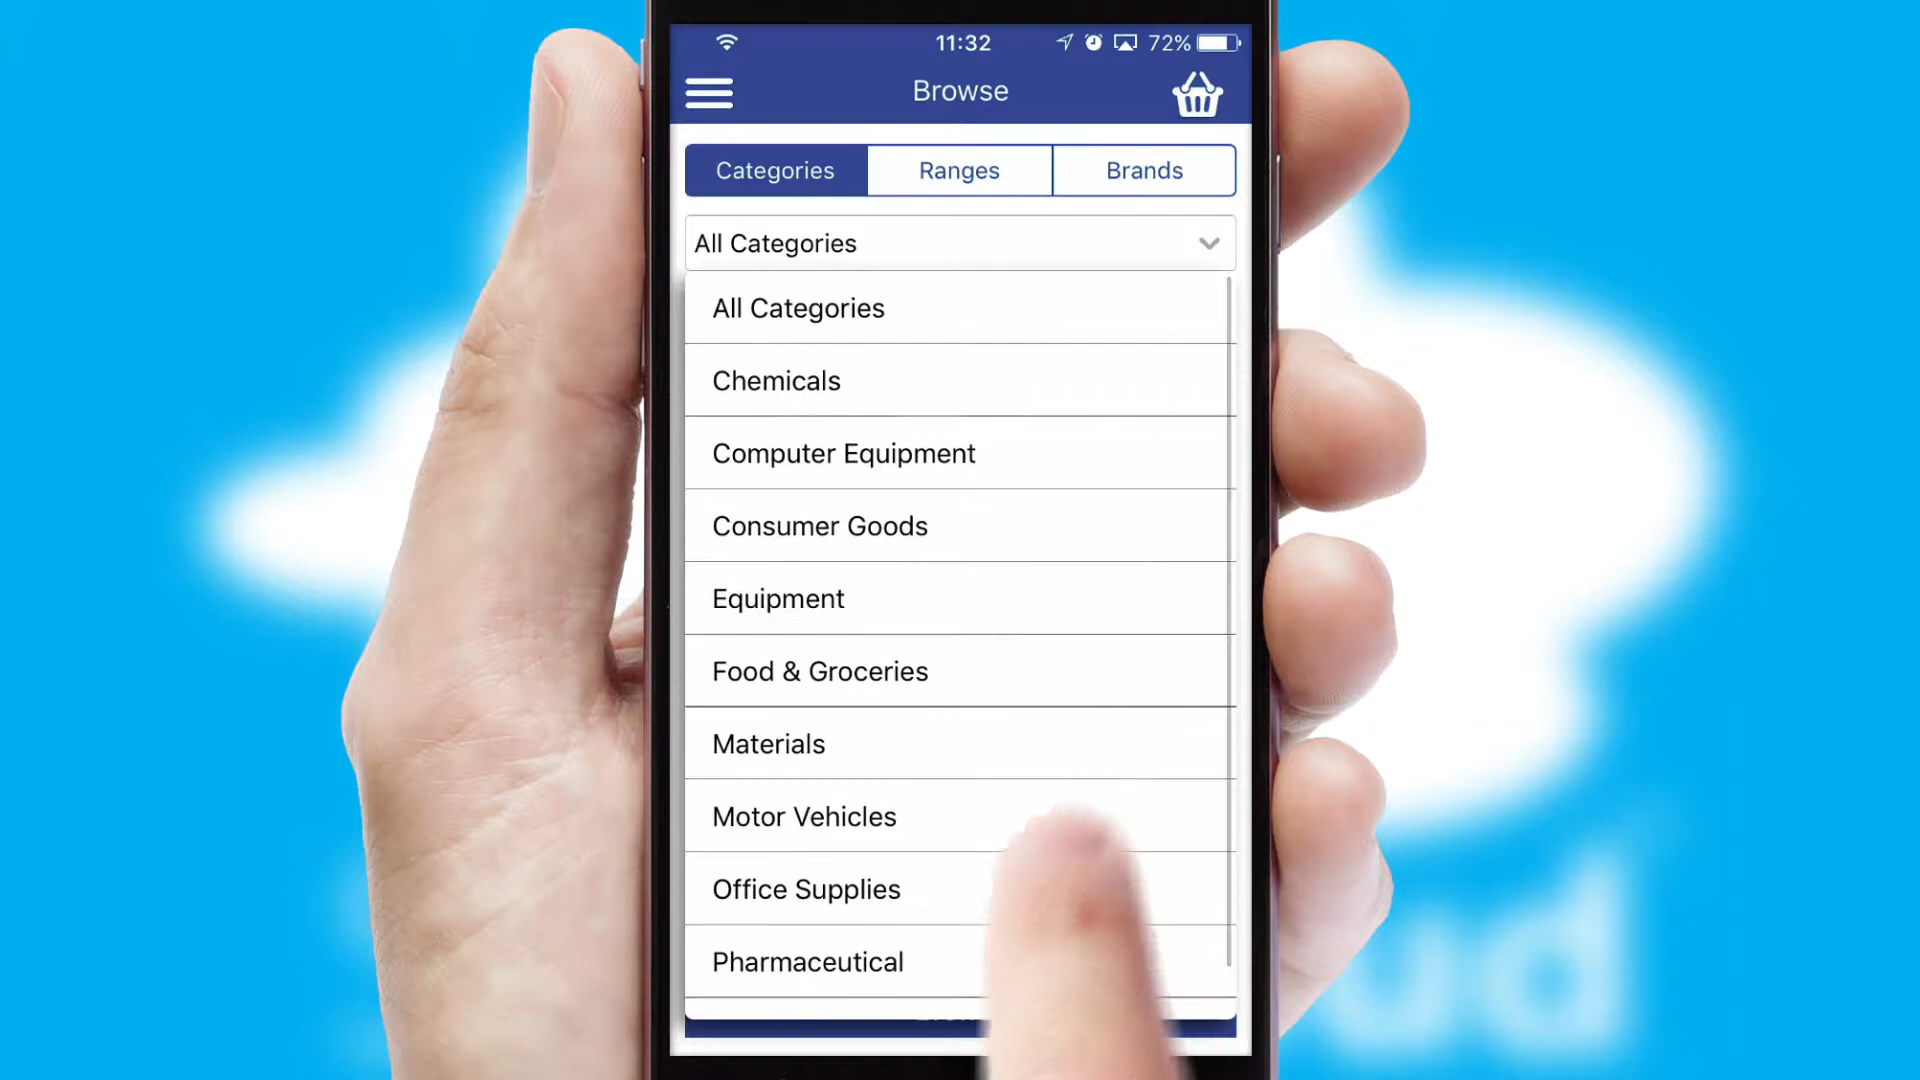 11:32
72%
Browse
Categories
Ranges
Brands
All Categories
All Categories
Chemicals
Computer Equipment
Consumer Goods
Equipment
Food & Groceries
Materials
Motor Vehicles
Office Supplies
Pharmaceutical
ud